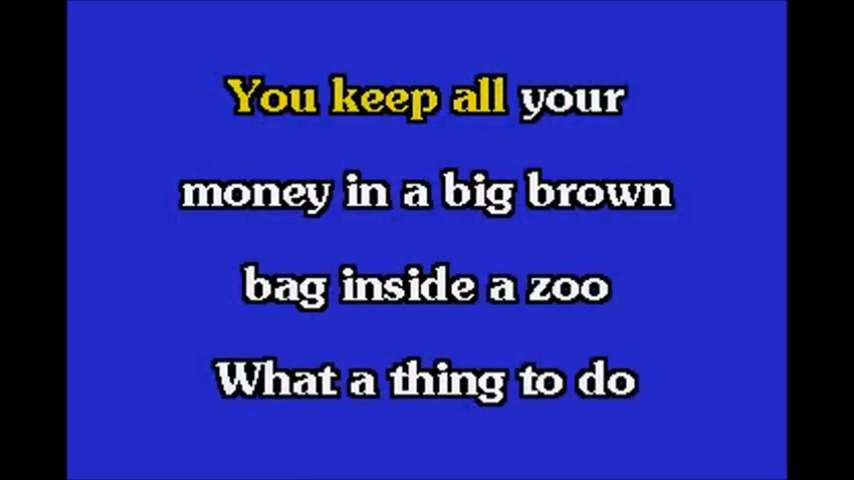 You keep all your
money in a big brown
bag inside a zoo
What a thing to do